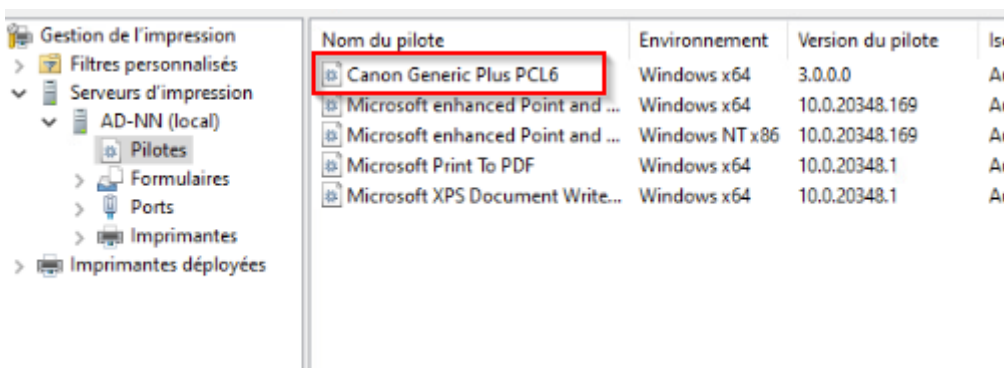 Gestion de l'impression
Filtres personnalisés
Serveurs d'impression
AD-NN (local)
Pilotes
Formulaires
Ports
Imprimantes
Imprimantes déployées
Nom du pilote Environnement Version du pilote
Canon Generic Plus PCL6 Windows x64 3.0.0.0
Microsoft enhanced Point and ... Windows x64 10.0.20348.169
Microsoft enhanced Point and ... Windows NT x86 10.0.20348.169
Microsoft Print To PDF Windows x64 10.0.20348.1
Microsoft XPS Document Write... Windows x64 10.0.20348.1